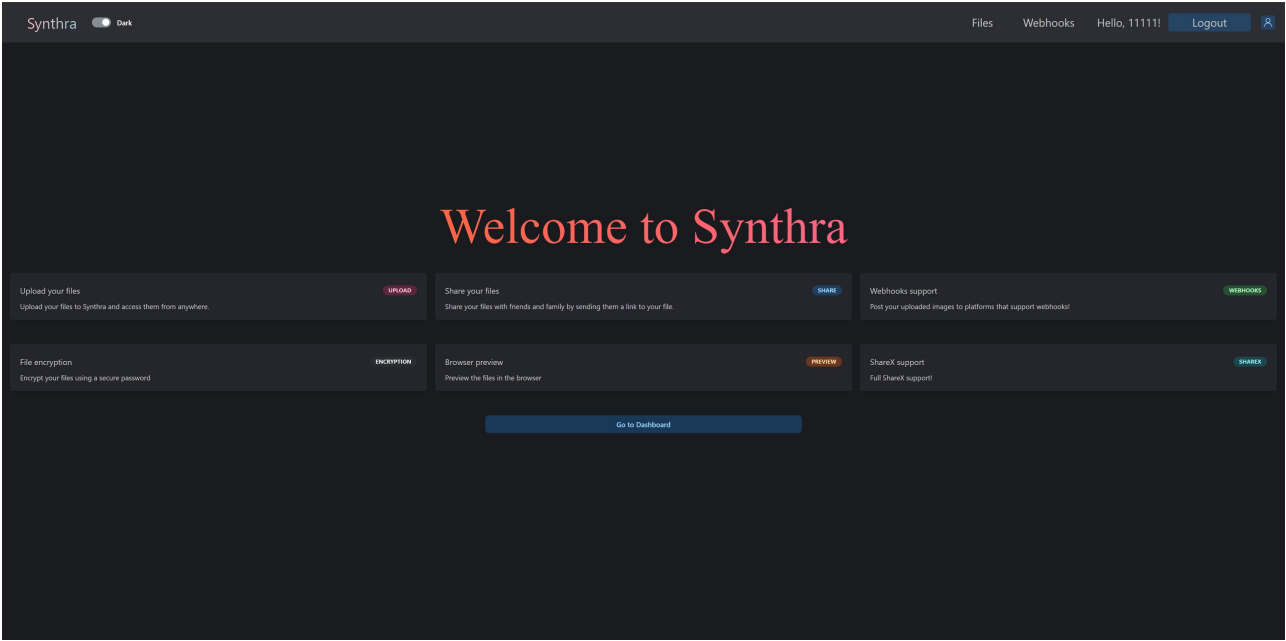 Synthra
Dark
Files
Webhooks
Hello, 11111!
Logout
Welcome to Synthra
Upload your files
UPLOAD
Upload your files to Synthra and access them from anywhere.
Share your files
SHARE
Share your files with friends and family by sending them a link to your file.
Webhooks support
WEBHOOKS
Post your uploaded images to platforms that support webhooks!
File encryption
ENCRYPTION
Encrypt your files using a secure password
Browser preview
PREVIEW
Preview the files in the browser
ShareX support
SHAREX
Full ShareX support!
Go to Dashboard